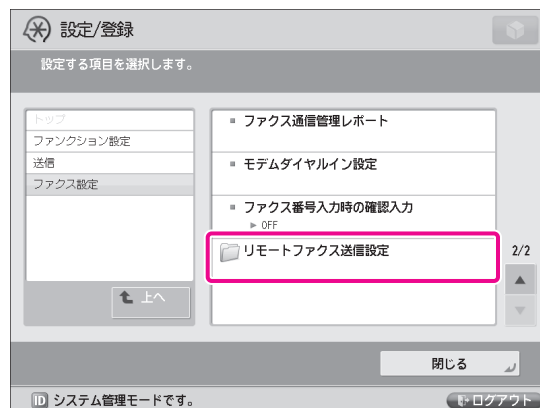 設定/登録
設定する項目を選択します。
トップ
ファンクション設定
送信
ファクス設定
上へ
ファクス通信管理レポート
モデムダイヤルイン設定
ファクス番号入力時の確認入力
► OFF
リモートファクス送信設定
2/2
閉じる
ID システム管理モードです。
ログアウト